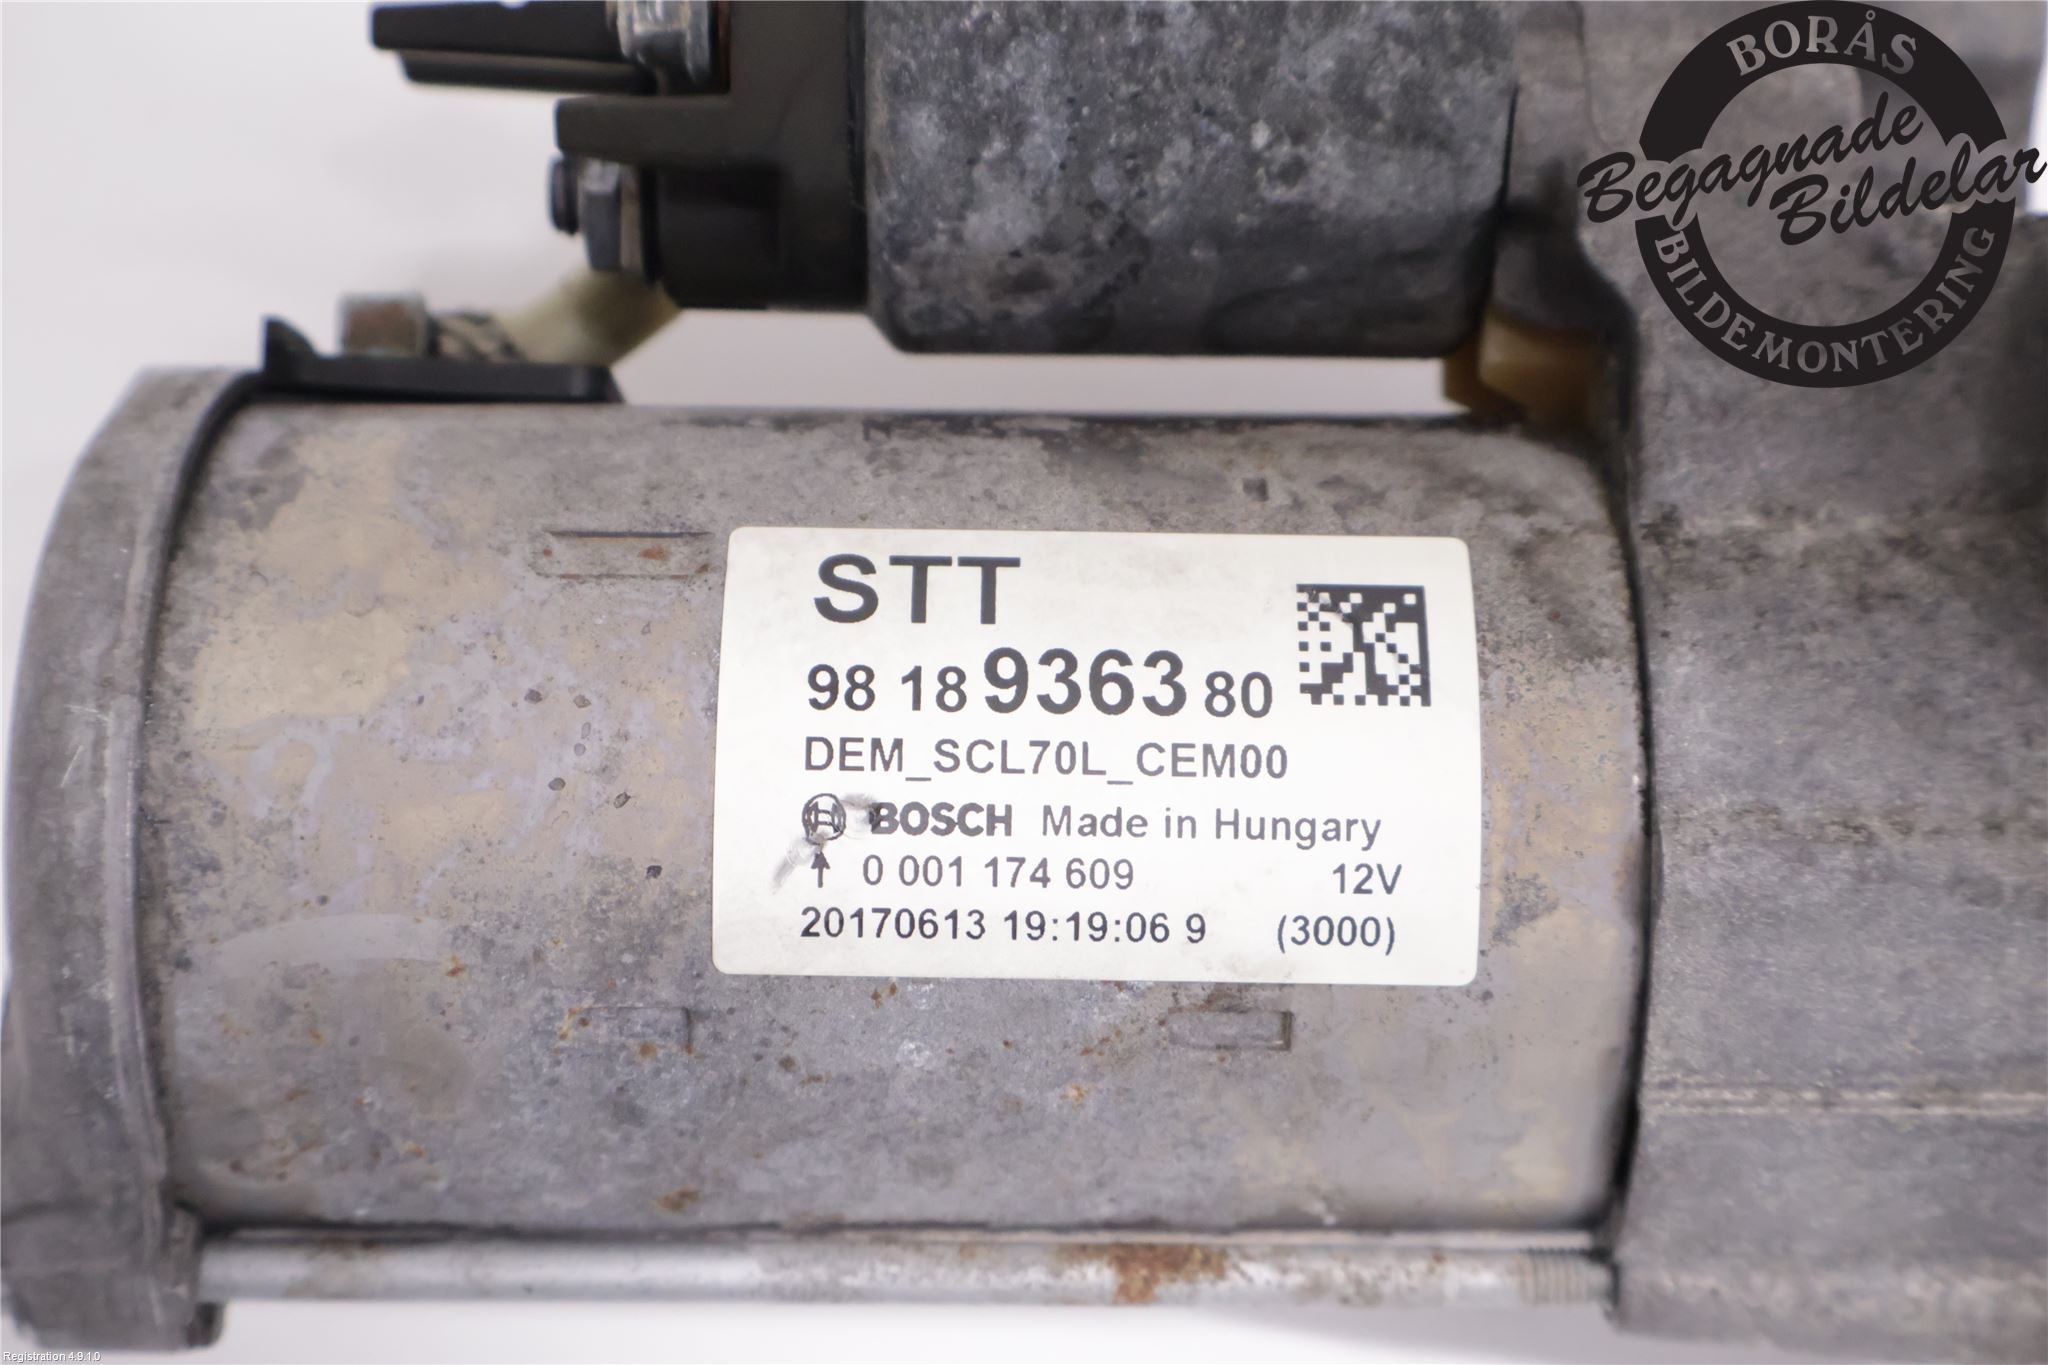 BORÅS
Begagnade
Bildelar
BILDEMONTERING
STT
98 18 9363 80
DEM_SCL70L_CEM00
BOSCH Made in Hungary
0 001 174 609 12V
20170613 19:19:06 9 (3000)
Registration 4.9.1.0